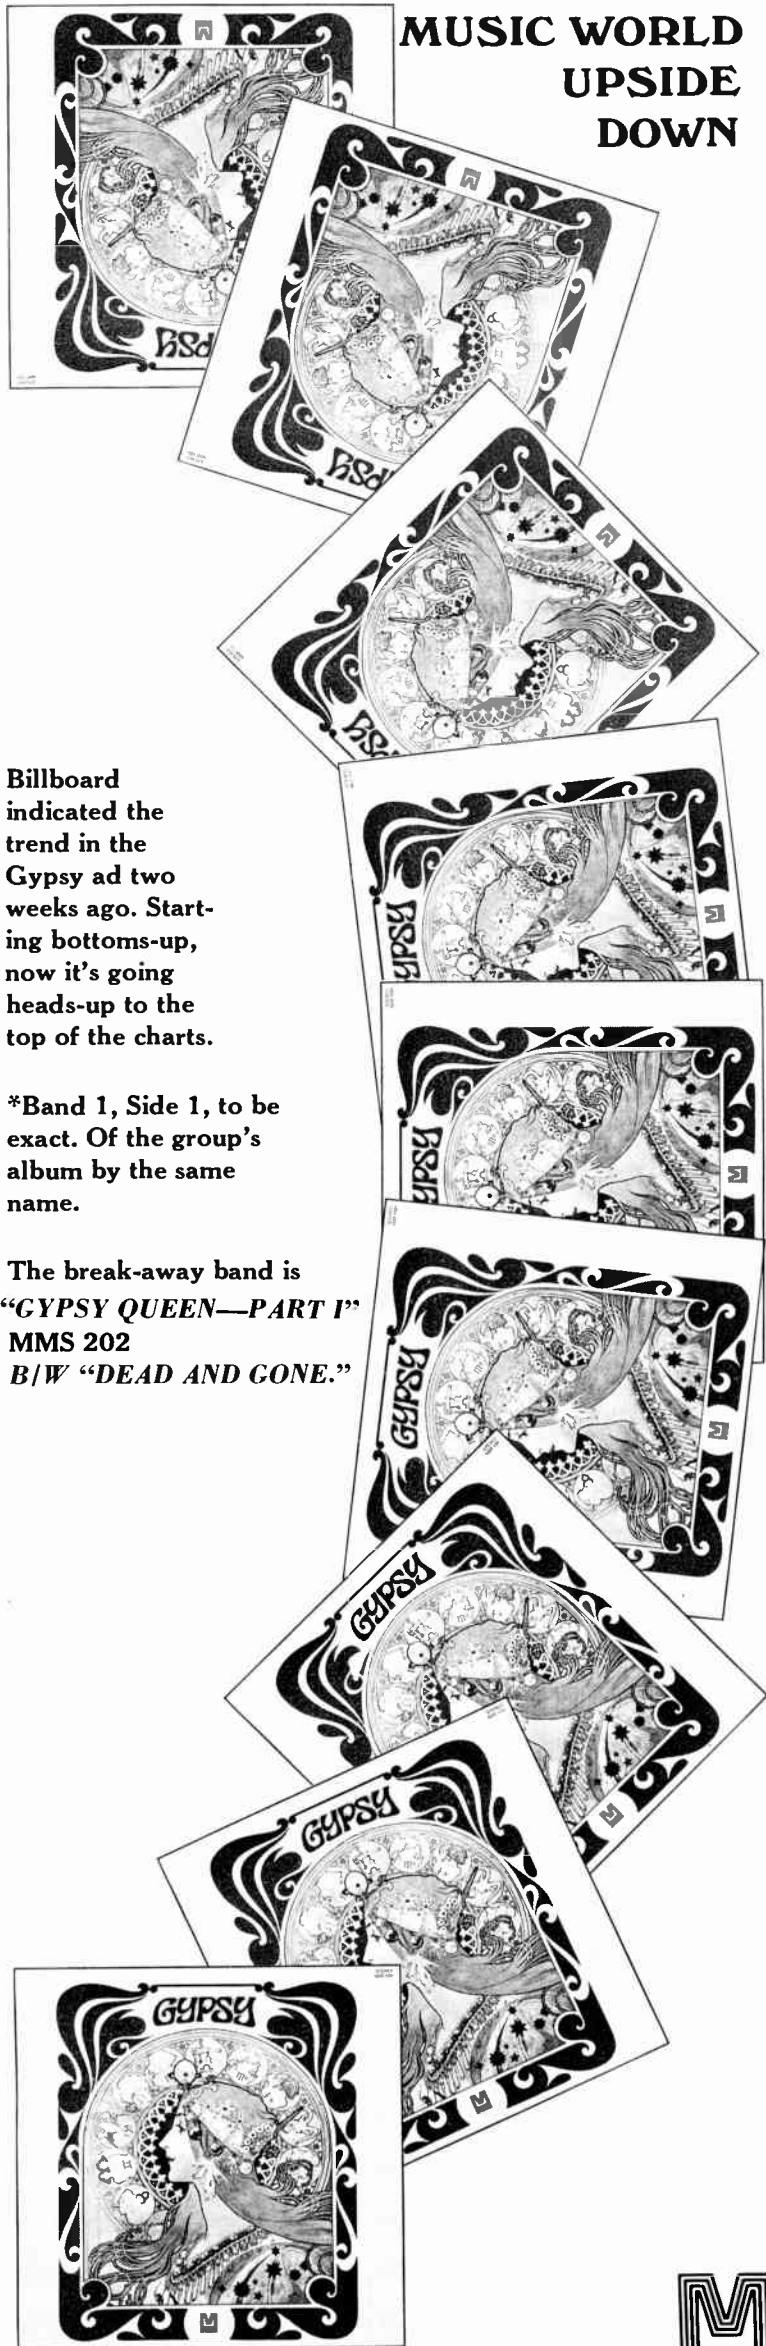 MUSIC WORLD
UPSIDE
DOWN
Billboard
indicated the
trend in the
Gypsy ad two
weeks ago. Start-
ing bottoms-up,
now it's going
heads-up to the
top of the charts.
*Band 1, Side 1, to be
exact. Of the group's
album by the same
name.
The break-away band is
“GYPSY QUEEN—PART I”
MMS 202
B/W “DEAD AND GONE.”
GYPSY
GYPSY
GYPSY
GYPSY
GYPSY
M